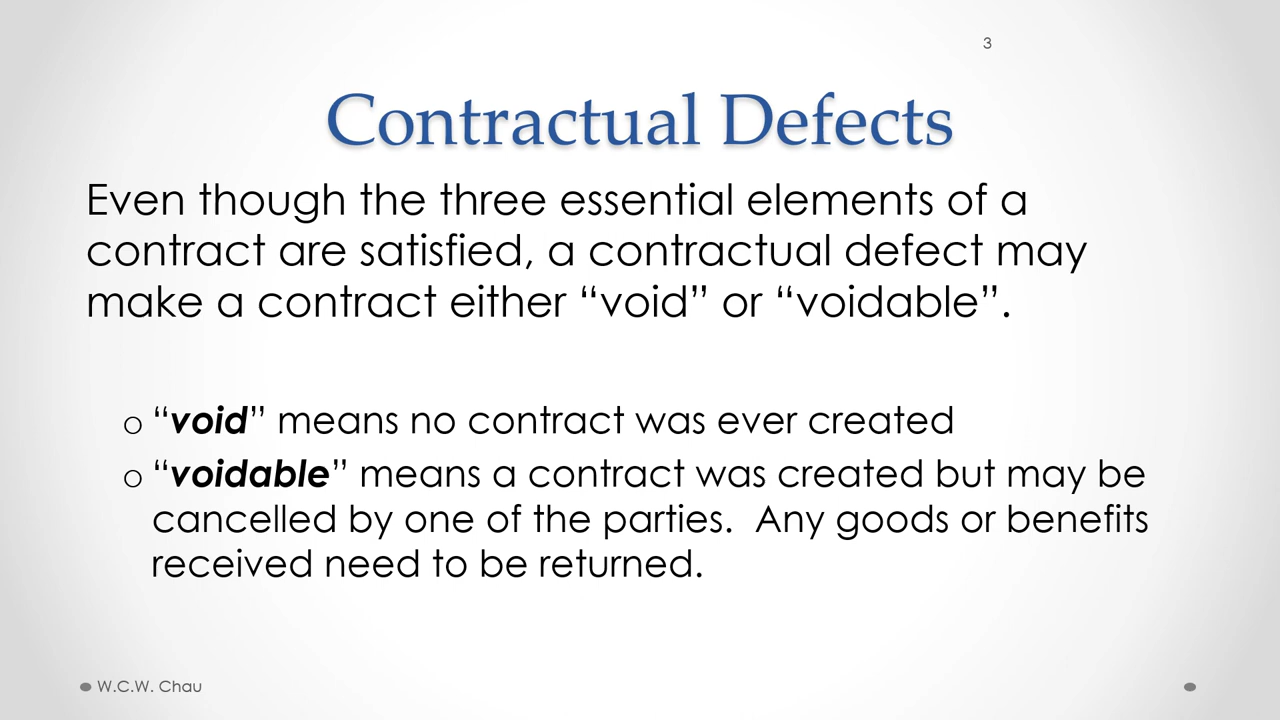 3
Contractual Defects
Even though the three essential elements of a
contract are satisfied, a contractual defect may
make a contract either “void” or “voidable”.
o “void” means no contract was ever created
o “voidable” means a contract was created but may be
cancelled by one of the parties.  Any goods or benefits
received need to be returned.
W.C.W. Chau